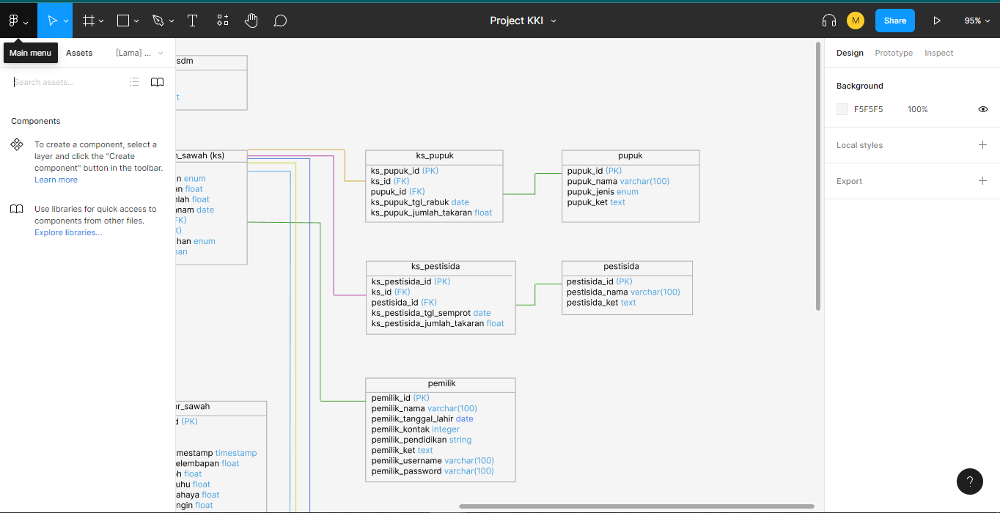 Project KKI
M
Share
95%
Main menu
Assets
[Lama] ...
Search assets...
Components
To create a component, select a
layer and click the "Create
component" button in the toolbar.
Learn more
Use libraries for quick access to
components from other files.
Explore libraries...
sdm
t
_sawah (ks)
n enum
an float
lah float
nam date
FK)
K)
han enum
ean
or_sawah
d (PK)
mestamp timestamp
elembapan float
h float
uhu float
ahaya float
ngin float
ks_pupuk
ks_pupuk_id (PK)
ks_id (FK)
pupuk_id (FK)
ks_pupuk_tgl_rabuk date
ks_pupuk_jumlah_takaran float
pupuk
pupuk_id (PK)
pupuk_nama varchar(100)
pupuk_jenis enum
pupuk_ket text
ks_pestisida
ks_pestisida_id (PK)
ks_id (FK)
pestisida_id (FK)
ks_pestisida_tgl_semprot date
ks_pestisida_jumlah_takaran float
pestisida
pestisida_id (PK)
pestisida_nama varchar(100)
pestisida_ket text
pemilik
pemilik_id (PK)
pemilik_nama varchar(100)
pemilik_tanggal_lahir date
pemilik_kontak integer
pemilik_pendidikan string
pemilik_ket text
pemilik_username varchar(100)
pemilik_password varchar(100)
Design
Prototype
Inspect
Background
F5F5F5
100%
Local styles
Export
?